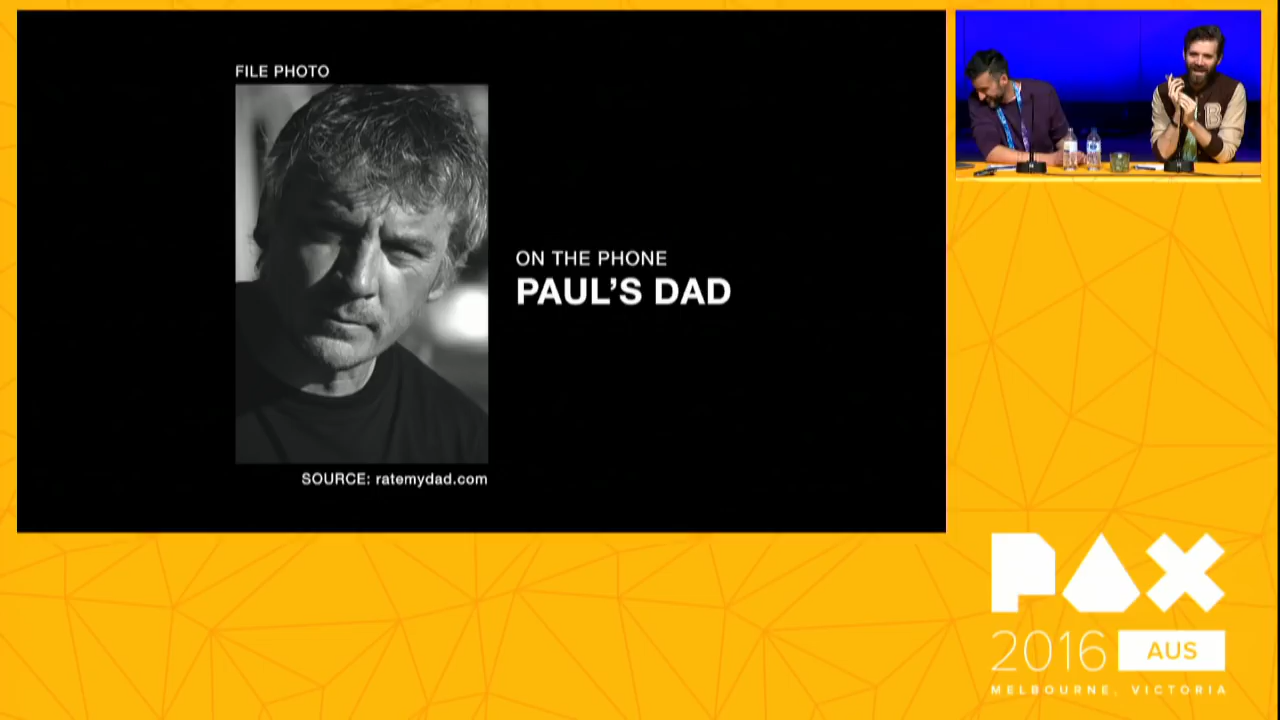 FILE PHOTO
ON THE PHONE
PAUL'S DAD
SOURCE: ratemydad.com
B
PAX
2016 AUS
MELBOURNE, VICTORIA